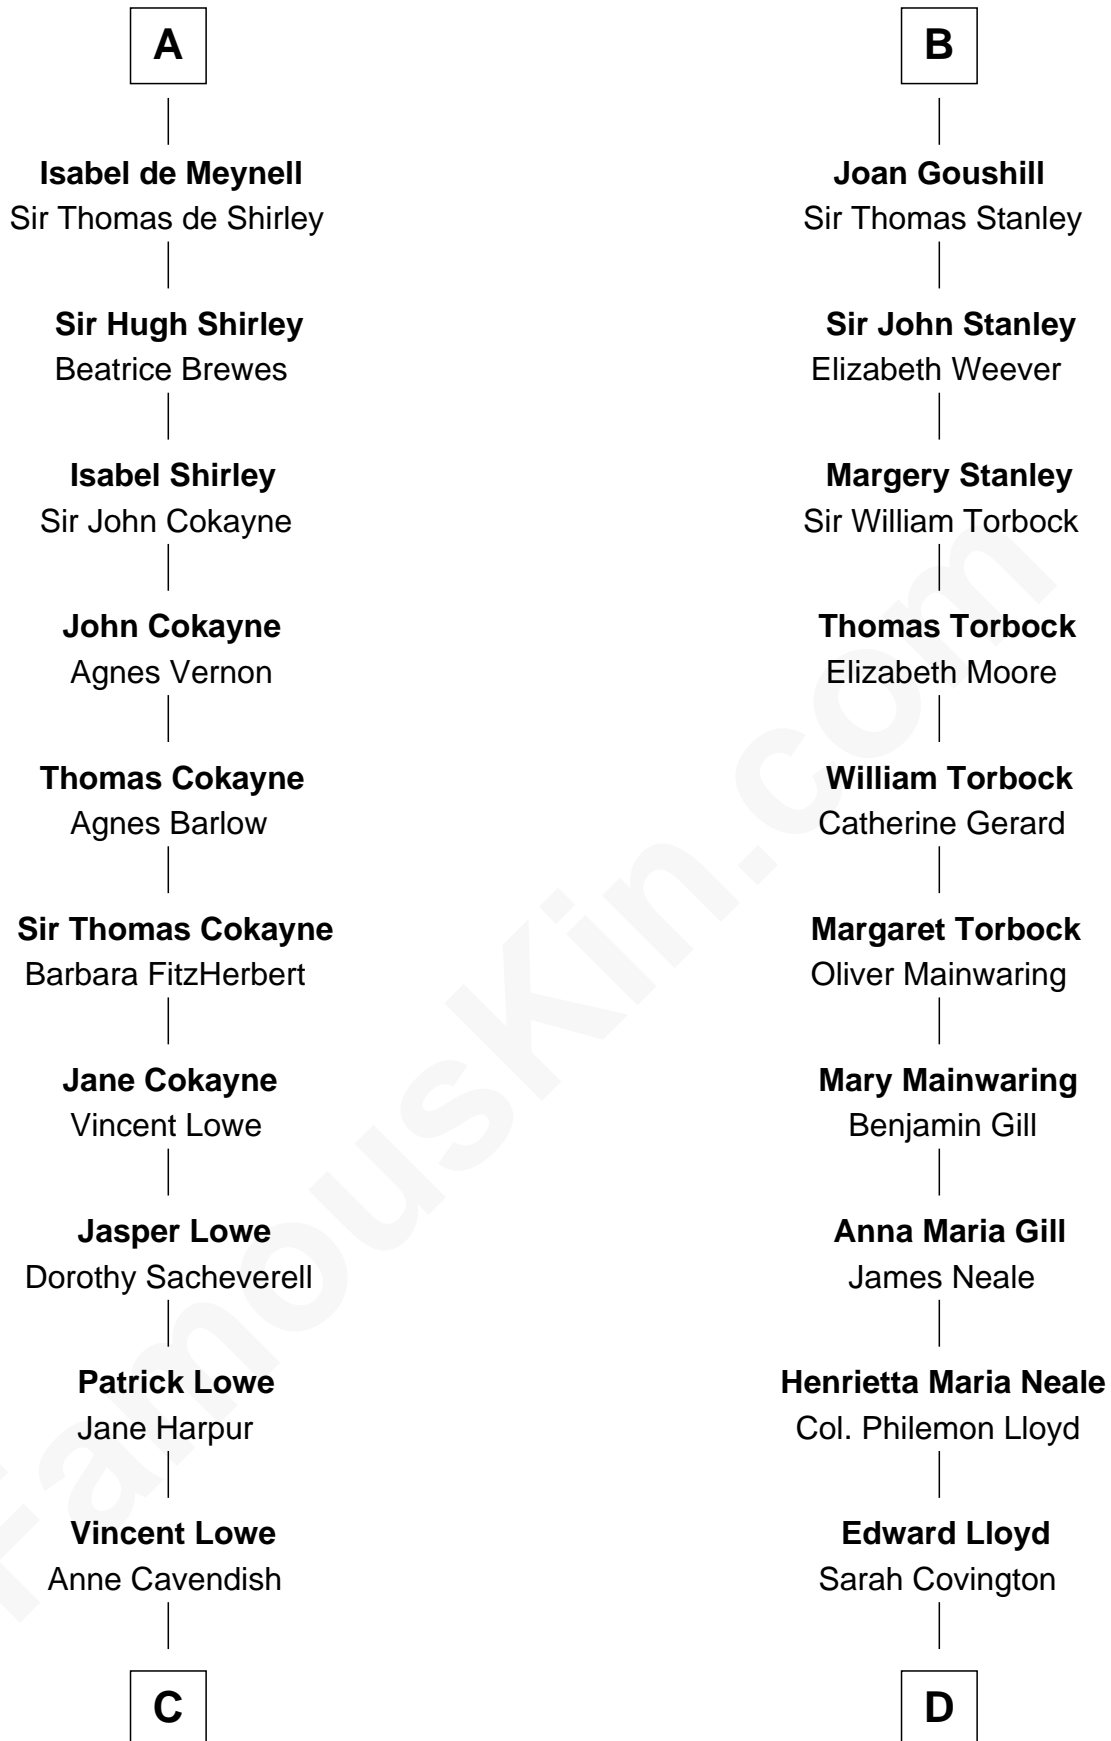 A
Isabel de Meynell
Sir Thomas de Shirley
Sir Hugh Shirley
Beatrice Brewes
Isabel Shirley
Sir John Cokayne
John Cokayne
Agnes Vernon
Thomas Cokayne
Agnes Barlow
Sir Thomas Cokayne
Barbara FitzHerbert
Jane Cokayne
Vincent Lowe
Jasper Lowe
Dorothy Sacheverell
Patrick Lowe
Jane Harpur
Vincent Lowe
Anne Cavendish
C
B
Joan Goushill
Sir Thomas Stanley
Sir John Stanley
Elizabeth Weever
Margery Stanley
Sir William Torbock
Thomas Torbock
Elizabeth Moore
William Torbock
Catherine Gerard
Margaret Torbock
Oliver Mainwaring
Mary Mainwaring
Benjamin Gill
Anna Maria Gill
James Neale
Henrietta Maria Neale
Col. Philemon Lloyd
Edward Lloyd
Sarah Covington
D
FamousKin.com